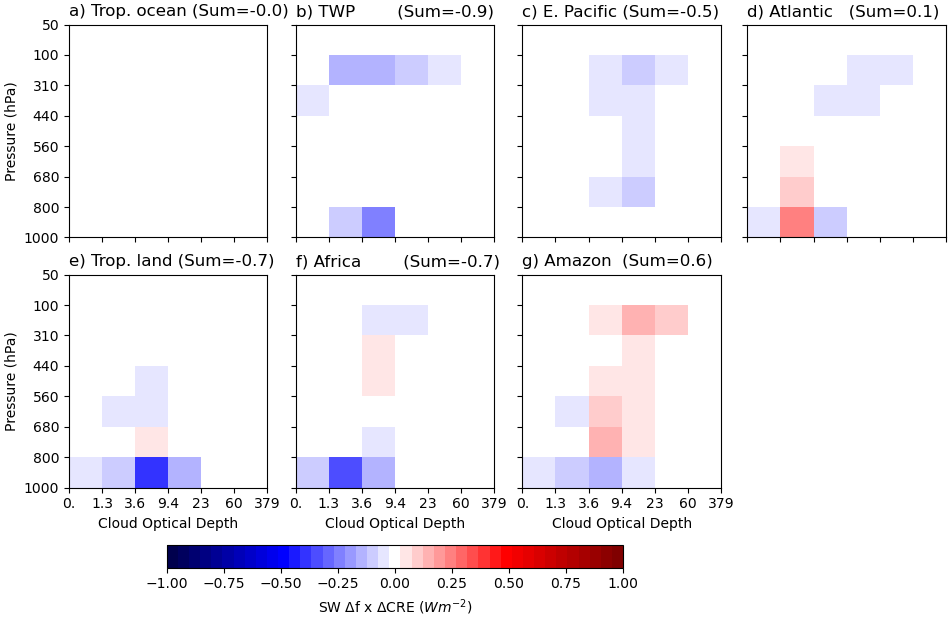 a) Trop. ocean (Sum=-0.0) b) TWP (Sum=-0.9) c) E. Pacific (Sum=-0.5) d) Atlantic (Sum=0.1)
50
100
310
440
560
680
800
1000
Pressure (hPa)
e) Trop. land (Sum=-0.7) f) Africa (Sum=-0.7) g) Amazon (Sum=0.6)
50
100
310
440
560
680
800
1000
Pressure (hPa)
0. 1.3 3.6 9.4 23 60 379
0. 1.3 3.6 9.4 23 60 379
0. 1.3 3.6 9.4 23 60 379
Cloud Optical Depth Cloud Optical Depth Cloud Optical Depth
−1.00 −0.75 −0.50 −0.25 0.00 0.25 0.50 0.75 1.00
SW Δf x ΔCRE (Wm⁻²)